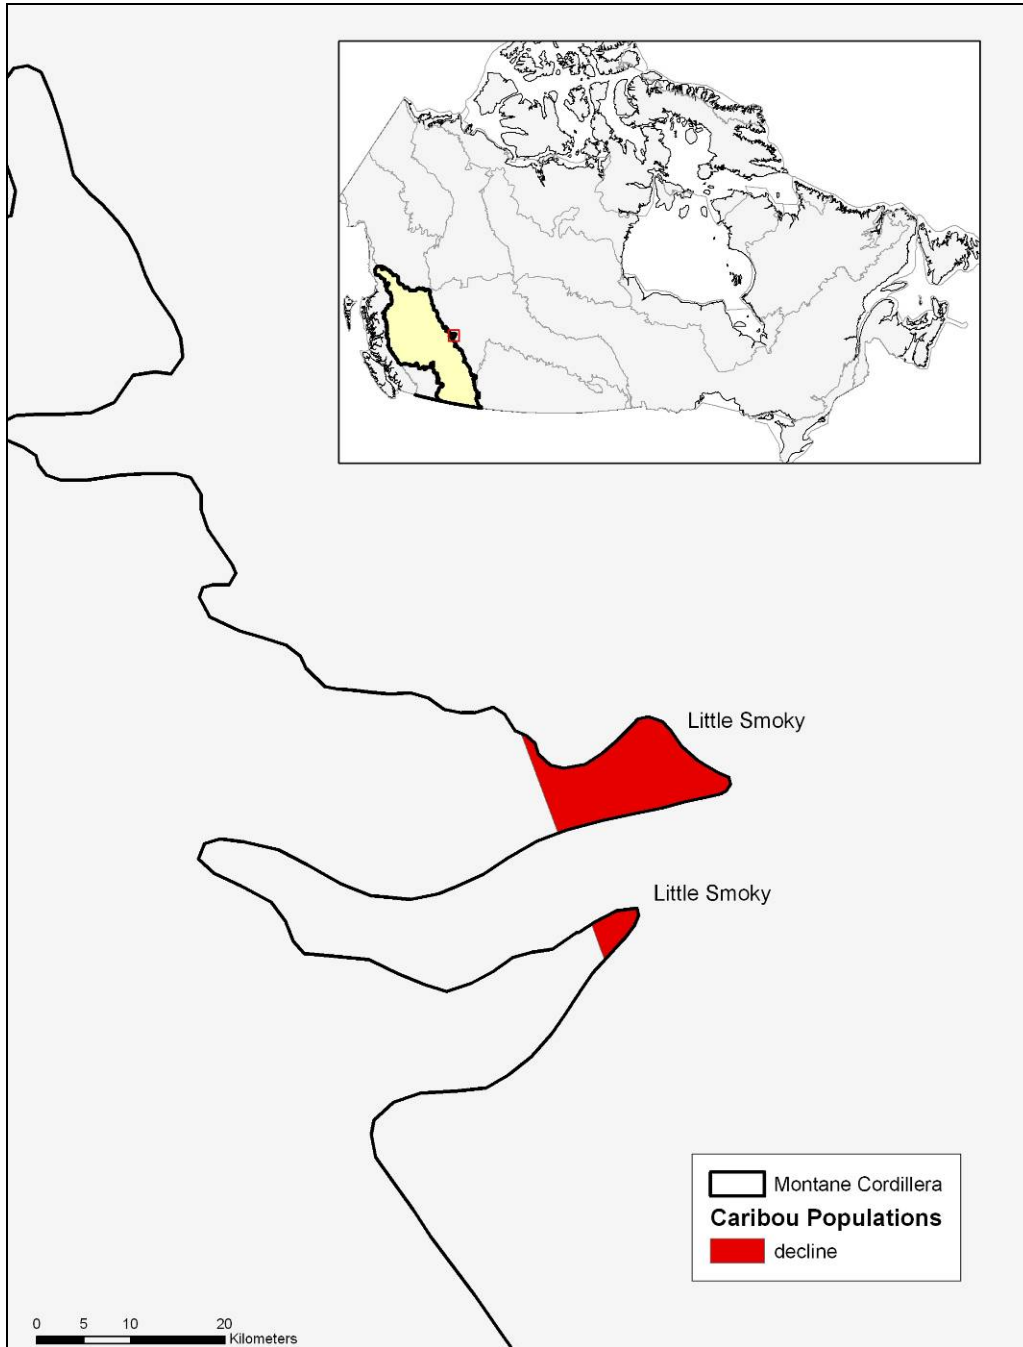 Little Smoky
Little Smoky
Montane Cordillera
Caribou Populations
decline
0 5 10 20
Kilometers